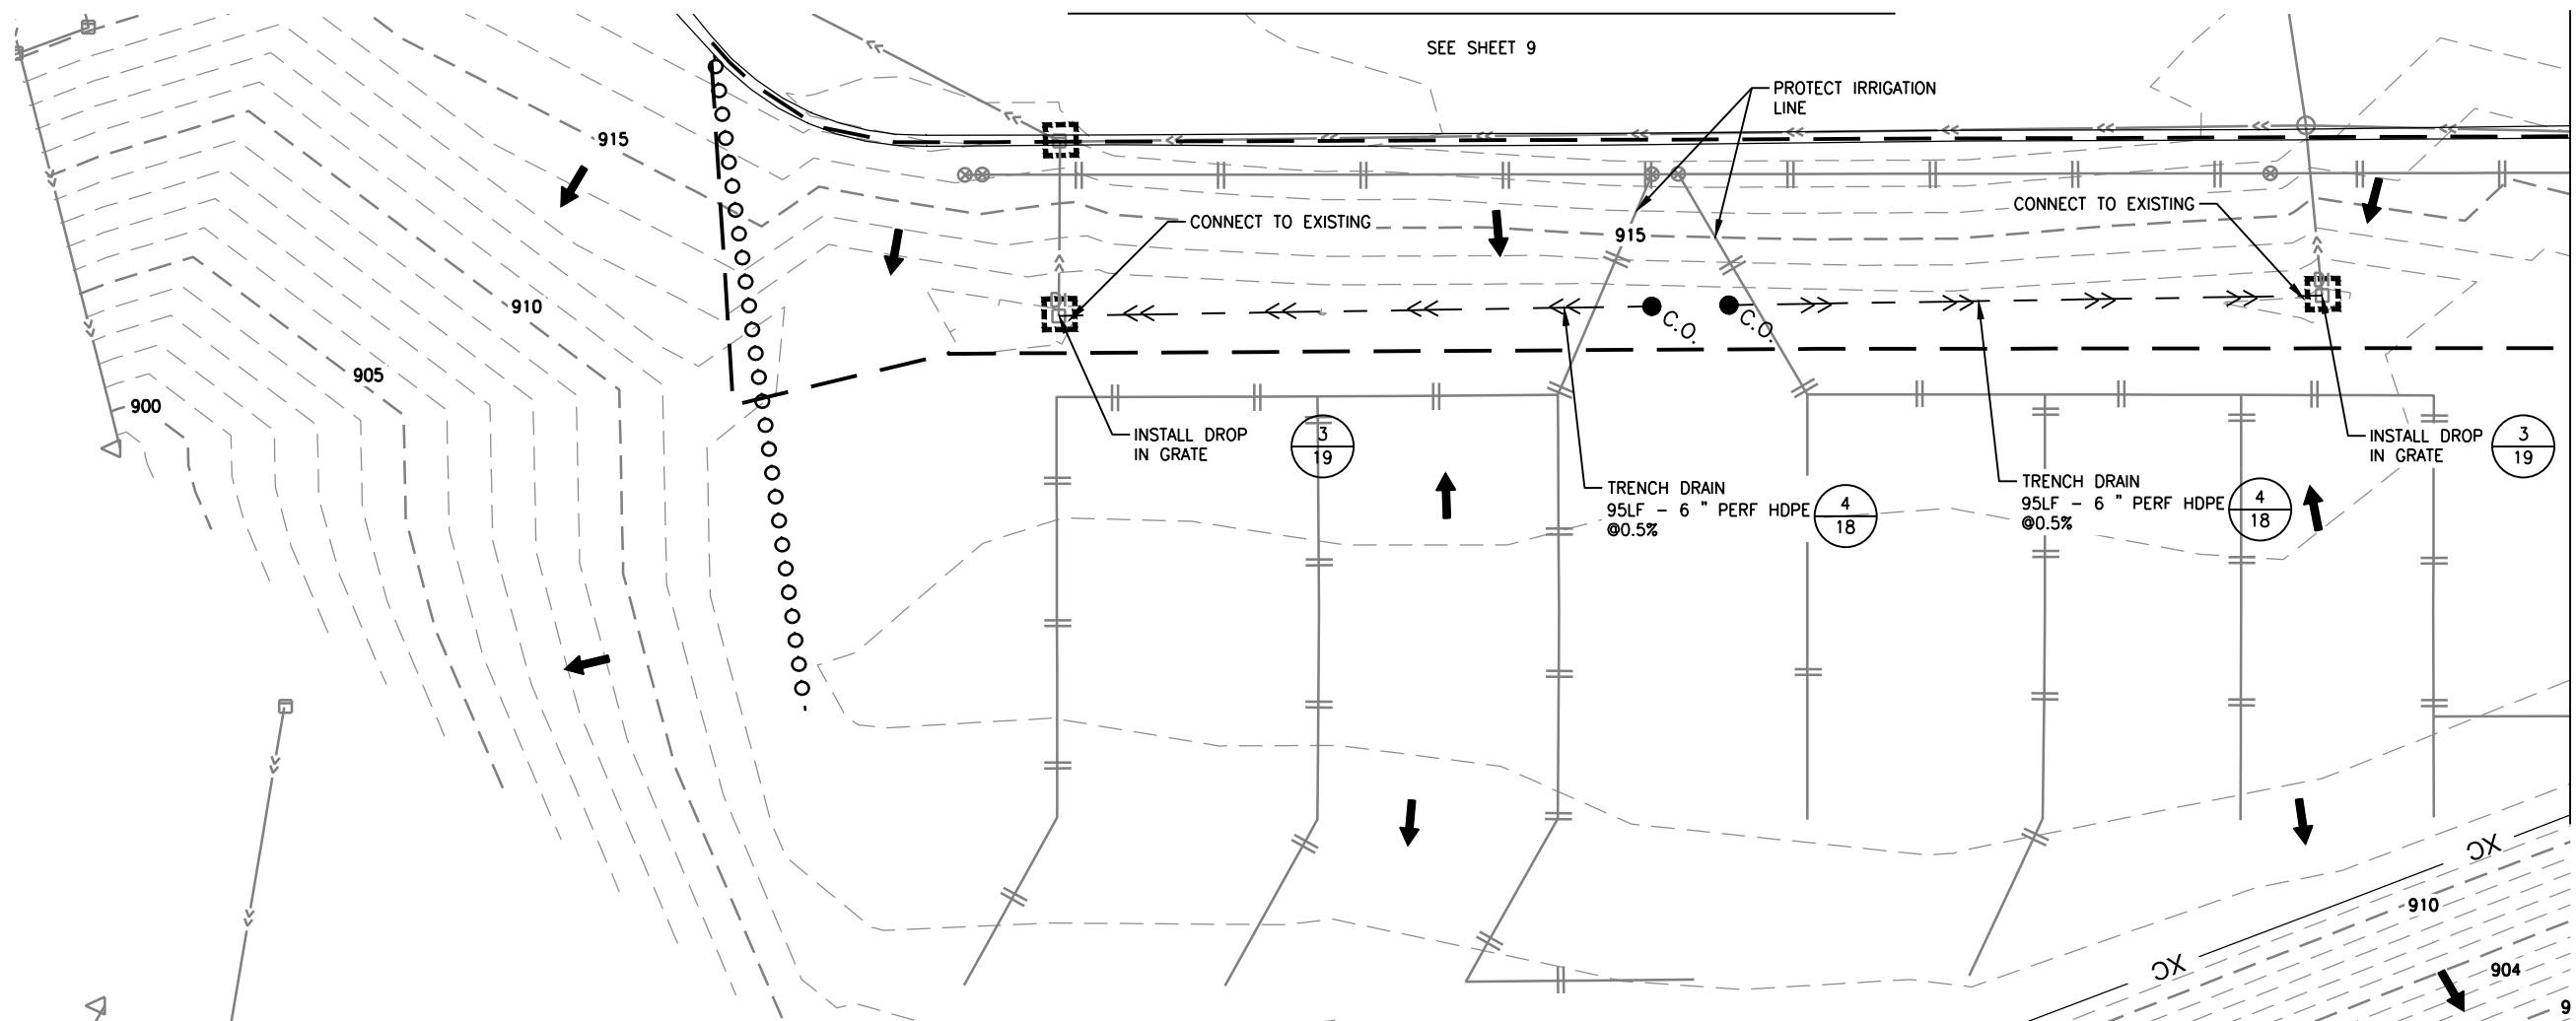 SEE SHEET 9
PROTECT IRRIGATION
LINE
915
CONNECT TO EXISTING
CONNECT TO EXISTING
915
910
C.O.
C.O.
905
900
INSTALL DROP
IN GRATE
3
19
INSTALL DROP
IN GRATE
3
19
TRENCH DRAIN
95LF - 6 " PERF HDPE
@0.5%
4
18
TRENCH DRAIN
95LF - 6 " PERF HDPE
@0.5%
4
18
XC
910
XC
904
9